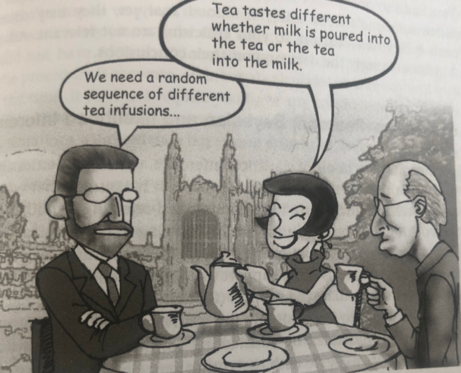 Tea tastes different
whether milk is poured into
the tea or the tea
into the milk.
We need a random
sequence of different
tea infusions...